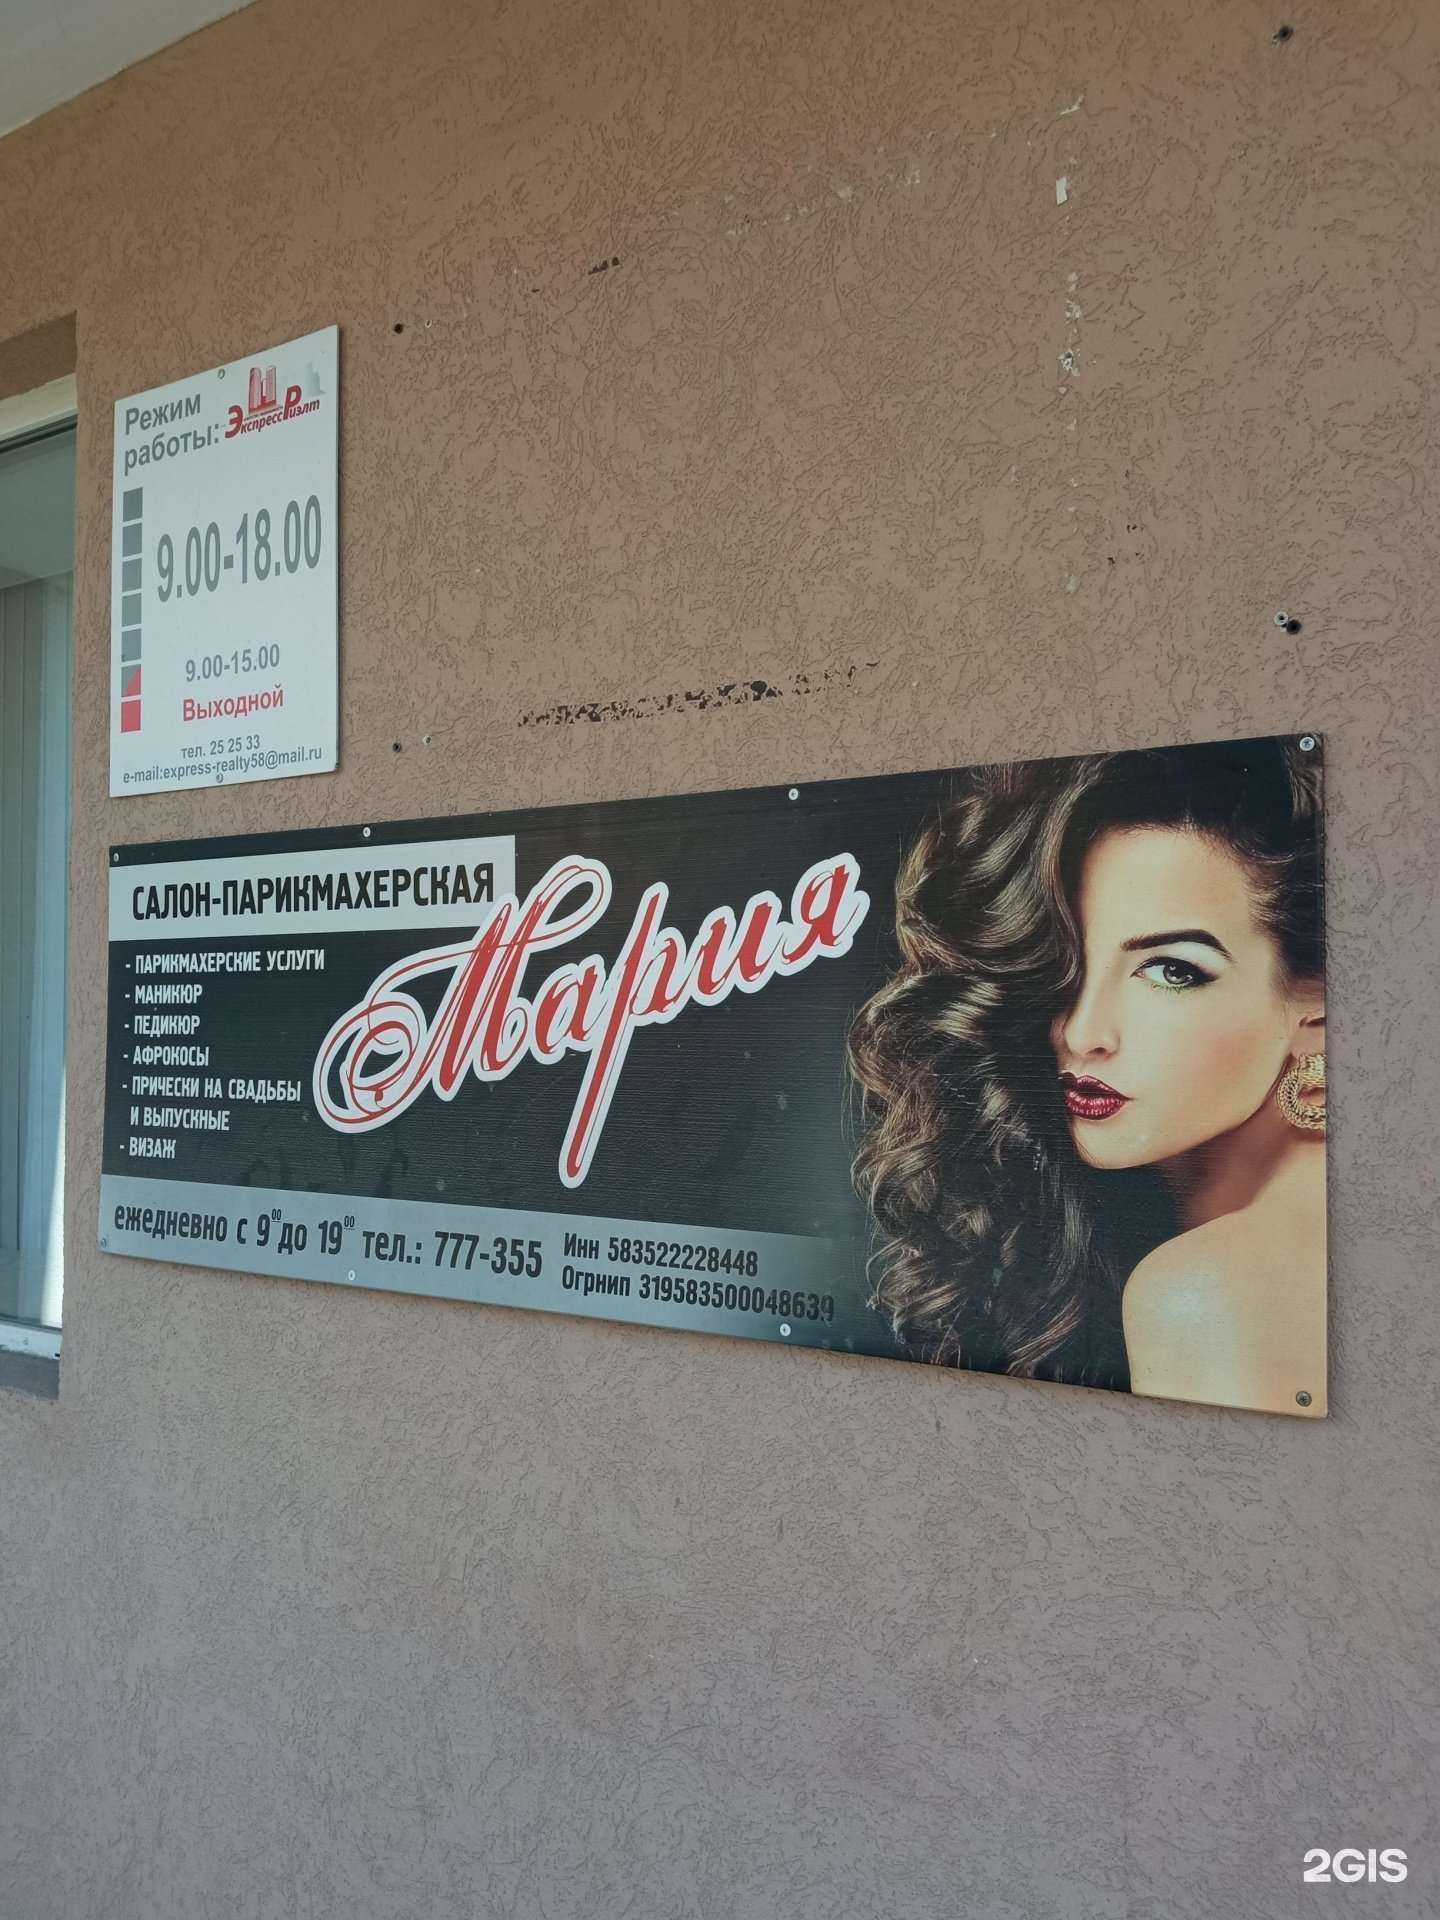 Режим
работы:
ЭкспрессРиэлт
9.00-18.00
9.00-15.00
Выходной
тел. 25 25 33
e-mail:express-realty58@mail.ru
САЛОН-ПАРИКМАХЕРСКАЯ
Мария
- ПАРИКМАХЕРСКИЕ УСЛУГИ
- МАНИКЮР
- ПЕДИКЮР
- АФРОКОСЫ
- ПРИЧЕСКИ НА СВАДЬБЫ
И ВЫПУСКНЫЕ
- ВИЗАЖ
ежедневно с 9⁰⁰ до 19⁰⁰ тел.: 777-355
Инн 583522228448
Огрнип 319583500048639
2GIS